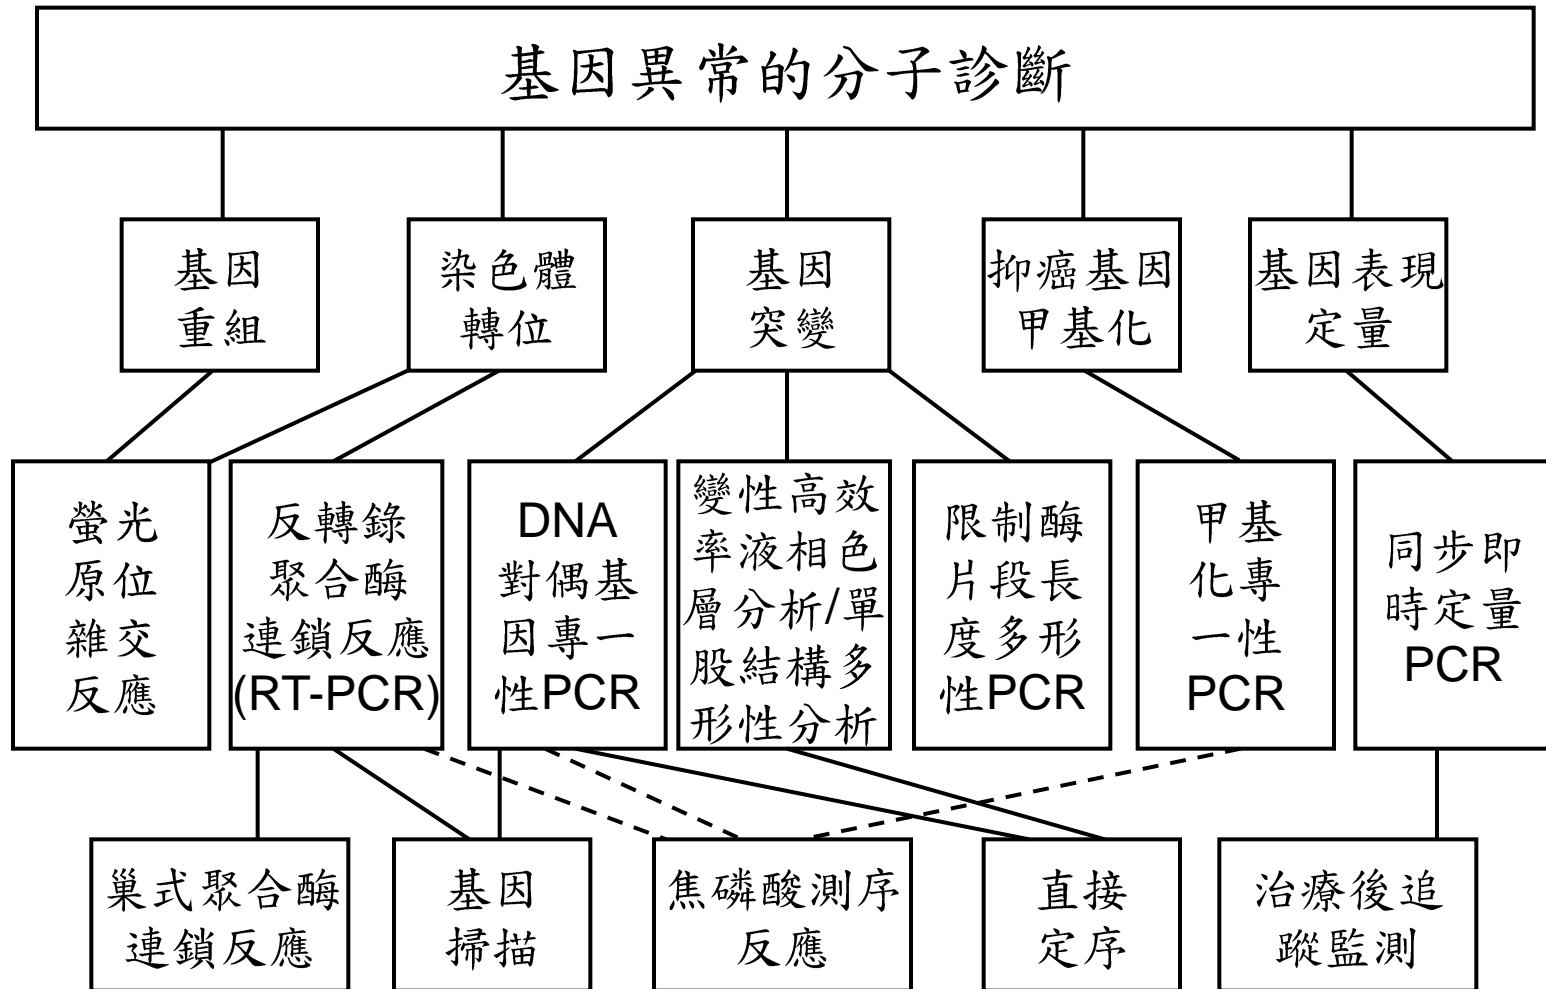 基因異常的分子診斷
基因
重組
染色體
轉位
基因
突變
抑癌基因
甲基化
基因表現
定量
螢光
原位
雜交
反應
反轉錄
聚合酶
連鎖反應
(RT-PCR)
DNA
對偶基
因專一
性PCR
變性高效
率液相色
層分析/單
股結構多
形性分析
限制酶
片段長
度多形
性PCR
甲基
化專
一性
PCR
同步即
時定量
PCR
巢式聚合酶
連鎖反應
基因
掃描
焦磷酸測序
反應
直接
定序
治療後追
蹤監測